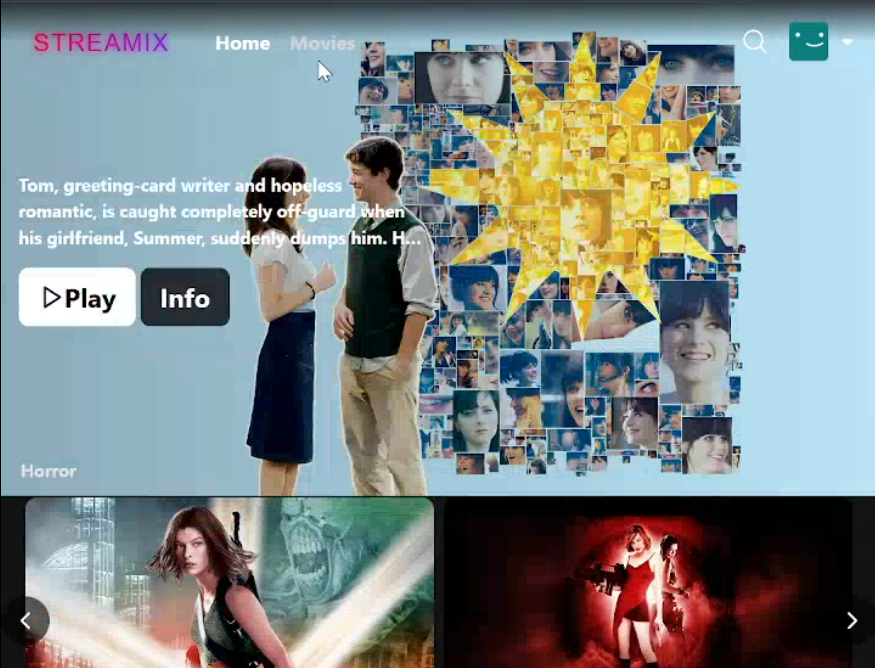 STREAMIX
Home
Movies
Tom, greeting-card writer and hopeless
romantic, is caught completely off-guard when
his girlfriend, Summer, suddenly dumps him. H...
Play
Info
Horror